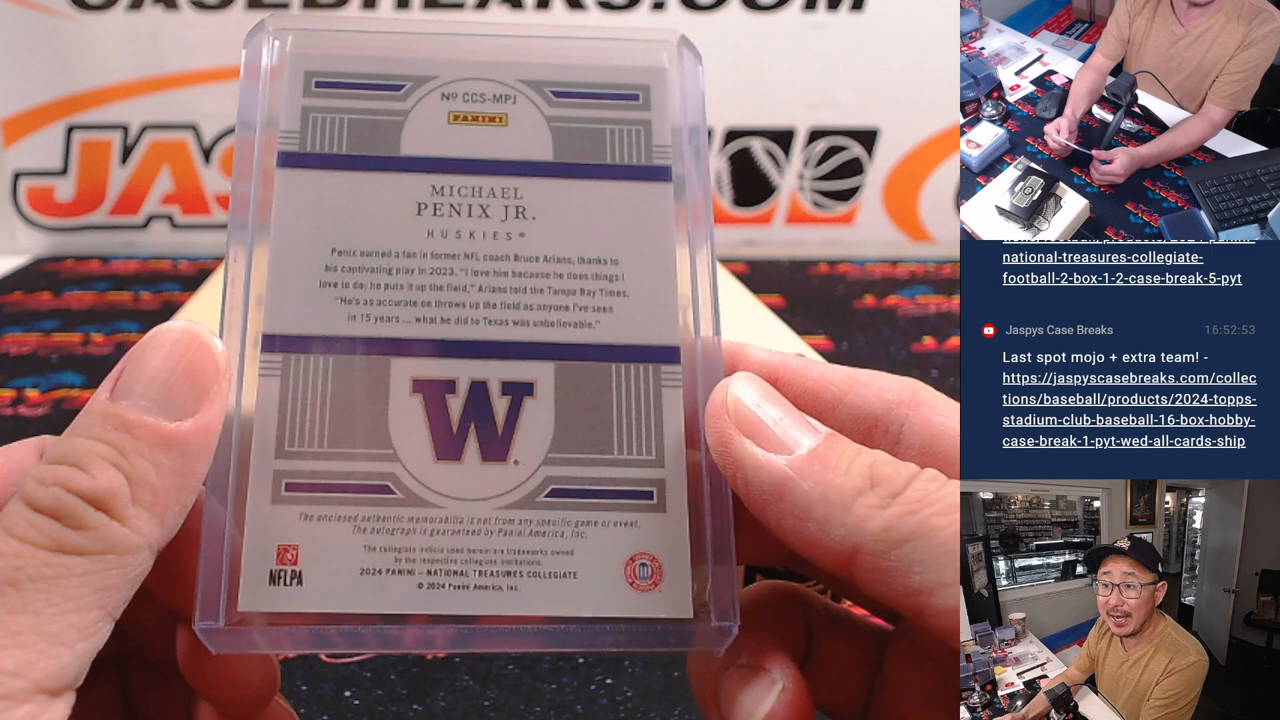 CASEBREAKS.COM
JAS
Nº CCS-MPJ
PANINI
MICHAEL
PENIX JR.
HUSKIES®
Penix earned a fan in former NFL coach Bruce Arians, thanks to
his captivating play in 2023. "I love him because he does things I
love to do; he puts it up the field," Arians told the Tampa Bay Times.
"He's as accurate on throws up the field as anyone I've seen
in 15 years ... what he did to Texas was unbelievable."
W
The enclosed authentic memorabilia is not from any specific game or event.
The autograph is guaranteed by Panini America, Inc.
The collegiate indicia used herein are trademarks owned
by the respective collegiate institutions.
2024 PANINI – NATIONAL TREASURES COLLEGIATE
© 2024 Panini America, Inc.
NFLPA
national-treasures-collegiate-
football-2-box-1-2-case-break-5-pyt
Jaspys Case Breaks 16:52:53
Last spot mojo + extra team! -
https://jaspyscasebreaks.com/collec
tions/baseball/products/2024-topps-
stadium-club-baseball-16-box-hobby-
case-break-1-pyt-wed-all-cards-ship